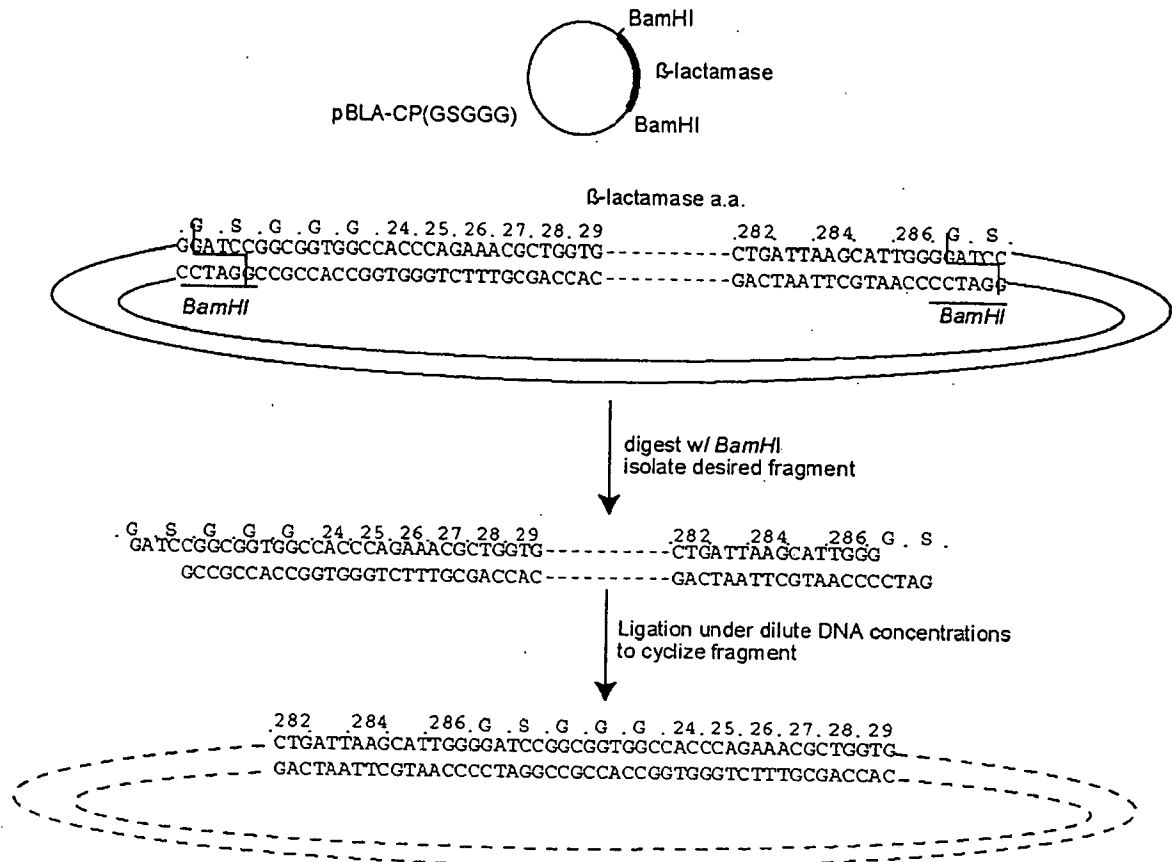 BamHI
ß-lactamase
pBLA-CP(GSGGG)
BamHI
ß-lactamase a.a.
.G .S .G .G .G .24.25.26.27.28.29 .282 .284 .286 G .S.
GGATCCGGCGGTGGCCACCCAGAAACGCTGGTG----------CTGATTAAGCATTGGGGATCC
CCTAGGCCGCCACCGGTGGGTCTTTGCGACCAC----------GACTAATTCGTAACCCCTAGG
BamHI BamHI
digest w/ BamHI
isolate desired fragment
.G .S .G .G .G .24.25.26.27.28.29 .282 .284 .286 G .S.
GATCCGGCGGTGGCCACCCAGAAACGCTGGTG----------CTGATTAAGCATTGGG
GCCGCCACCGGTGGGTCTTTGCGACCAC----------GACTAATTCGTAACCCCTAG
Ligation under dilute DNA concentrations
to cyclize fragment
.282 .284 .286.G .S .G .G .G .24.25.26.27.28.29
CTGATTAAGCATTGGGGATCCGGCGGTGGCCACCCAGAAACGCTGGTG
GACTAATTCGTAACCCCTAGGCCGCCACCGGTGGGTCTTTGCGACCAC